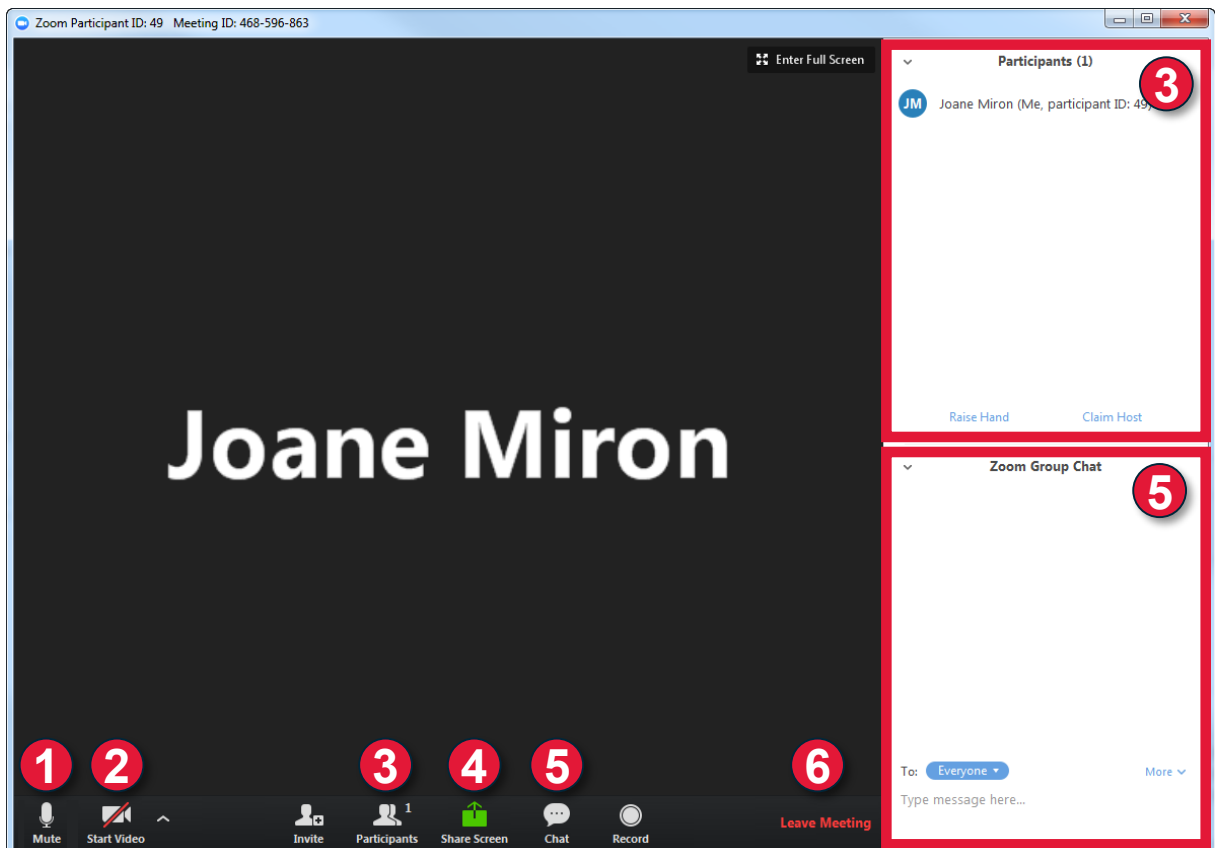 Zoom Participant ID: 49 Meeting ID: 468-596-863
Enter Full Screen
Participants (1)
3
JM
Joane Miron (Me, participant ID: 49)
Raise Hand
Claim Host
Joane Miron
Zoom Group Chat
5
To: Everyone
More
Type message here...
1
2
3
4
5
6
Mute
Start Video
Invite
Participants
1
Share Screen
Chat
Record
Leave Meeting